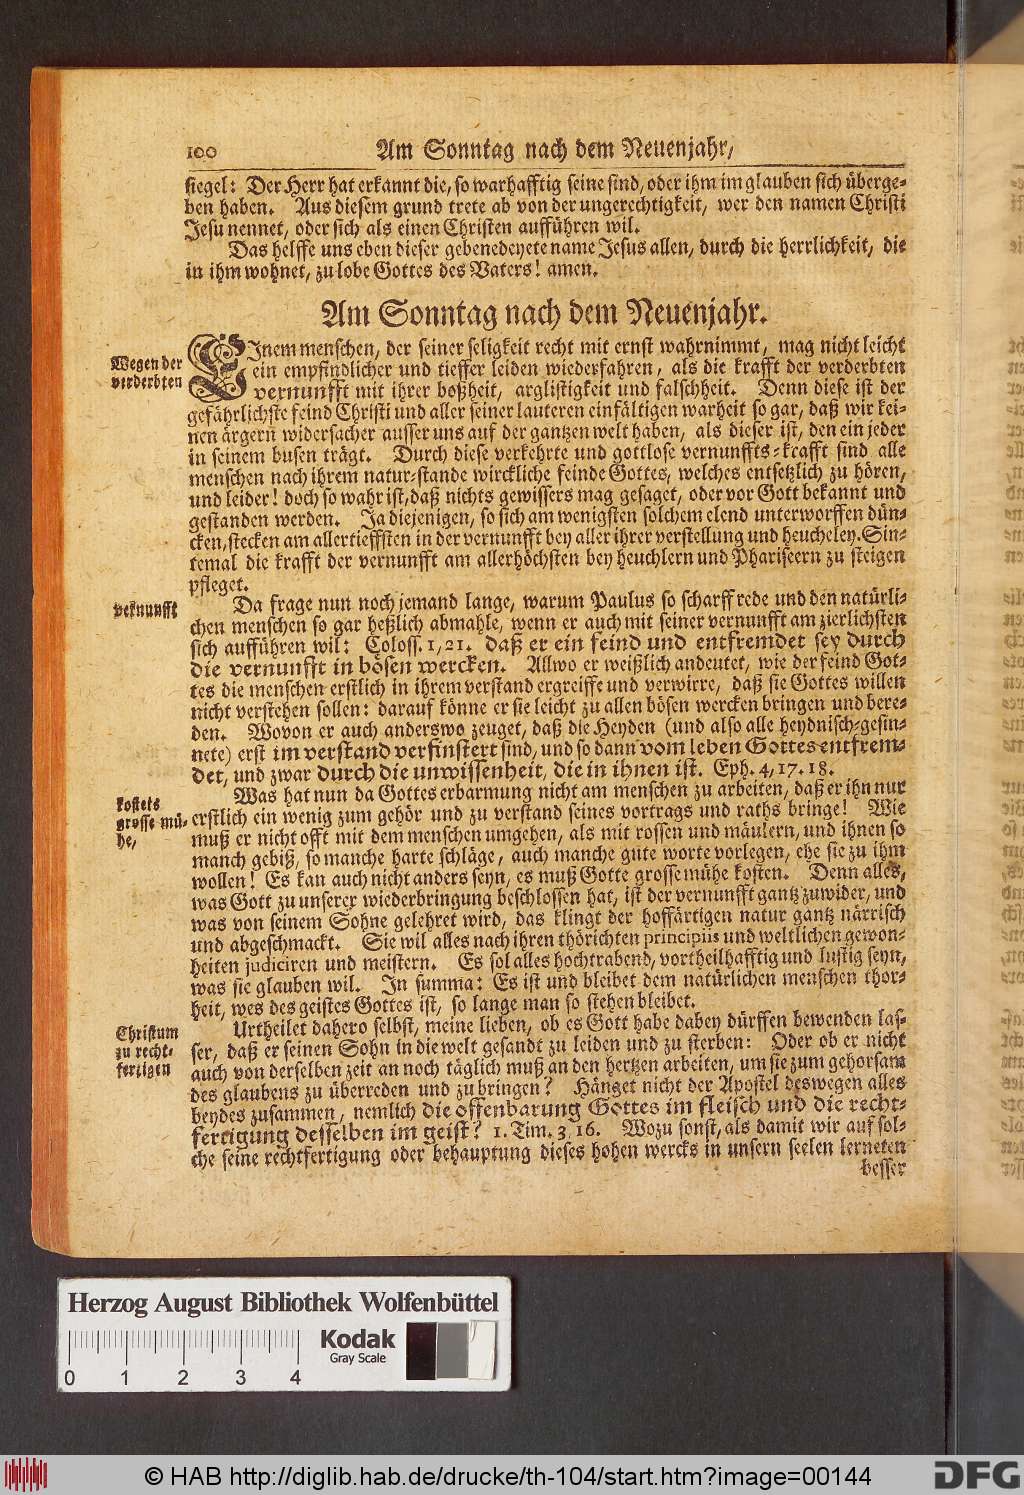 100 Am Sonntag nach dem Neuenjahr/
siegel: Der Herr hat erkannt die, so warhafftig seine sind, oder ihm im glauben sich überge-
ben haben. Aus diesem grund trete ab von der ungerechtigkeit, wer den namen Christi
Jesu nennet, oder sich als einen Christen aufführen wil.
Das helffe uns eben dieser gebenedeyete name Jesus allen, durch die herrlichkeit, die
in ihm wohnet, zu lobe Gottes des Vaters! amen.
Am Sonntag nach dem Neuenjahr.
Wegen der
verderbten
EInem menschen, der seiner seligkeit recht mit ernst wahrnimmt, mag nicht leicht
ein empfindlicher und tieffer leiden wiederfahren, als die krafft der verderbten
vernunfft mit ihrer boßheit, arglistigkeit und falschheit. Denn diese ist der
gefährlichste feind Christi und aller seiner lauteren einfältigen warheit so gar, daß wir kei-
nen ärgern widersacher ausser uns auf der gantzen welt haben, als dieser ist, den ein jeder
in seinem busen trägt. Durch diese verkehrte und gottlose vernunffts-krafft sind alle
menschen nach ihrem natur-stande wirckliche feinde Gottes, welches entsetzlich zu hören,
und leider! doch so wahr ist, daß nichts gewissers mag gesaget, oder vor Gott bekannt und
gestanden werden. Ja diejenigen, so sich am wenigsten solchem elend unterworffen dün-
cken, stecken am allertieffsten in der vernunfft bey aller ihrer verstellung und heucheley. Sin-
temal die krafft der vernunfft am allerhöchsten bey heuchlern und Phariseern zu steigen
pfleget.
vernunfft
Da frage nun noch jemand lange, warum Paulus so scharff rede und den natürli-
chen menschen so gar heßlich abmahle, wenn er auch mit seiner vernunfft am zierlichsten
sich aufführen wil: Coloss. 1, 21. daß er ein feind und entfremdet sey durch
die vernunfft in bösen wercken. Allwo er weißlich andeutet, wie der feind Got-
tes die menschen erstlich in ihrem verstand ergreiffe und verwirre, daß sie Gottes willen
nicht verstehen sollen: darauf könne er sie leicht zu allen bösen wercken bringen und bere-
den. Wovon er auch anderswo zeuget, daß die Heyden (und also alle heydnisch-gesin-
nete) erst im verstand verfinstert sind, und so dann vom leben Gottes entfrem-
det, und zwar durch die unwissenheit, die in ihnen ist. Eph. 4, 17. 18.
kostets
grosse mü-
he,
Was hat nun da Gottes erbarmung nicht am menschen zu arbeiten, daß er ihn nur
erstlich ein wenig zum gehör und zu verstand seines vortrags und raths bringe! Wie
muß er nicht offt mit dem menschen umgehen, als mit rossen und mäulern, und ihnen so
manch gebiß, so manche harte schläge, auch manche gute worte vorlegen, ehe sie zu ihm
wollen! Es kan auch nicht anders seyn, es muß Gotte grosse mühe kosten. Denn alles,
was Gott zu unserer wiederbringung beschlossen hat, ist der vernunfft gantz zuwider, und
was von seinem Sohne gelehret wird, das klingt der hoffärtigen natur gantz närrisch
und abgeschmackt. Sie wil alles nach ihren thörichten principiis und weltlichen gewon-
heiten judiciren und meistern. Es sol alles hochtrabend, vortheilhafftig und lustig seyn,
was sie glauben wil. In summa: Es ist und bleibet dem natürlichen menschen thor-
heit, wes des geistes Gottes ist, so lange man so stehen bleibet.
Christum
zu recht-
fertigen
Urtheilet dahero selbst, meine lieben, ob es Gott habe dabey dürffen bewenden las-
ser, daß er seinen Sohn in die welt gesandt zu leiden und zu sterben: Oder ob er nicht
auch von derselben zeit an noch täglich muß an den hertzen arbeiten, um sie zum gehorsam
des glaubens zu überreden und zu bringen? Hänget nicht der Apostel deswegen alles
beydes zusammen, nemlich die offenbarung Gottes im fleisch und die recht-
fertigung desselben im geist? 1. Tim. 3, 16. Wozu sonst, als damit wir auf sol-
che seine rechtfertigung oder behauptung dieses hohen wercks in unsern seelen lerneten
besser
Herzog August Bibliothek Wolfenbüttel
Kodak
Gray Scale
0 1 2 3 4
© HAB http://diglib.hab.de/drucke/th-104/start.htm?image=00144
DFG